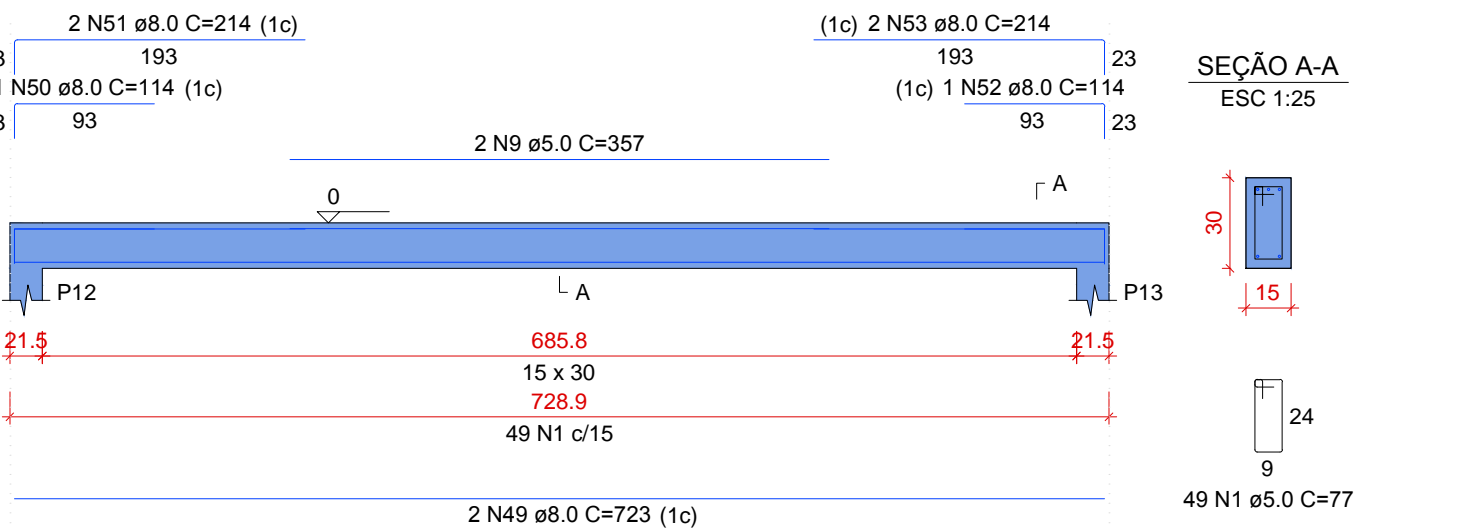 2 N51 ø8.0 C=214 (1c)
(1c) 2 N53 ø8.0 C=214
193
193
23
SEÇÃO A-A
ESC 1:25
N50 ø8.0 C=114 (1c)
(1c) 1 N52 ø8.0 C=114
93
93
23
2 N9 ø5.0 C=357
0
A
30
15
P12
A
P13
21.5
685.8
21.5
15 x 30
728.9
49 N1 c/15
24
9
49 N1 ø5.0 C=77
2 N49 ø8.0 C=723 (1c)